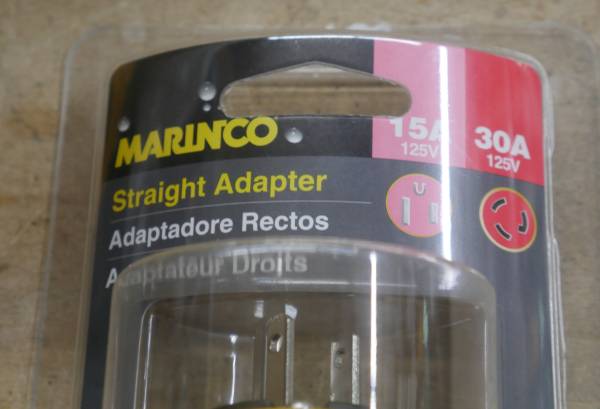 MARINCO
15A 30A
125V 125V
Straight Adapter
Adaptadore Rectos
Adaptateur Droits